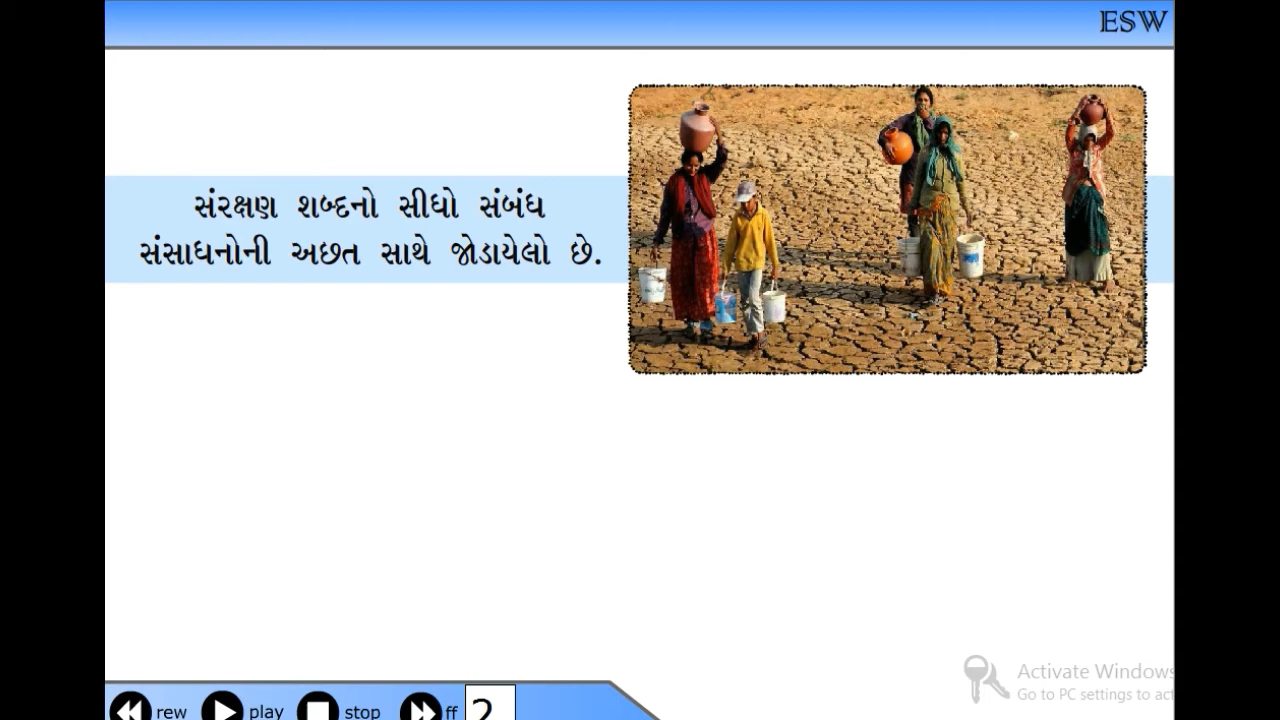 ESW
સંરક્ષણ શબ્દનો સીધો સંબંધ
સંસાધનોની અછત સાથે જોડાયેલો છે.
Activate Windows
Go to PC settings to act
rew play stop ff 2